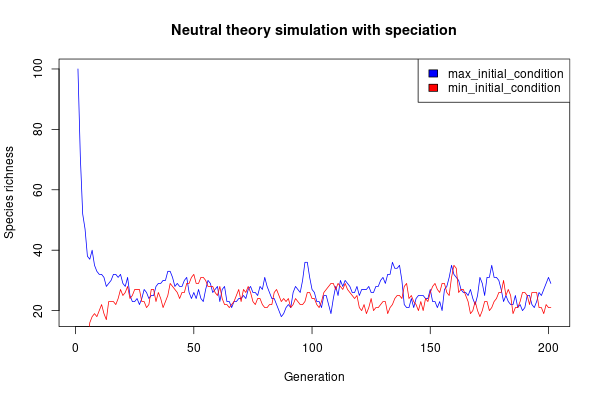 Neutral theory simulation with speciation
max_initial_condition
min_initial_condition
Species richness
100
80
60
40
20
0
50
100
150
200
Generation